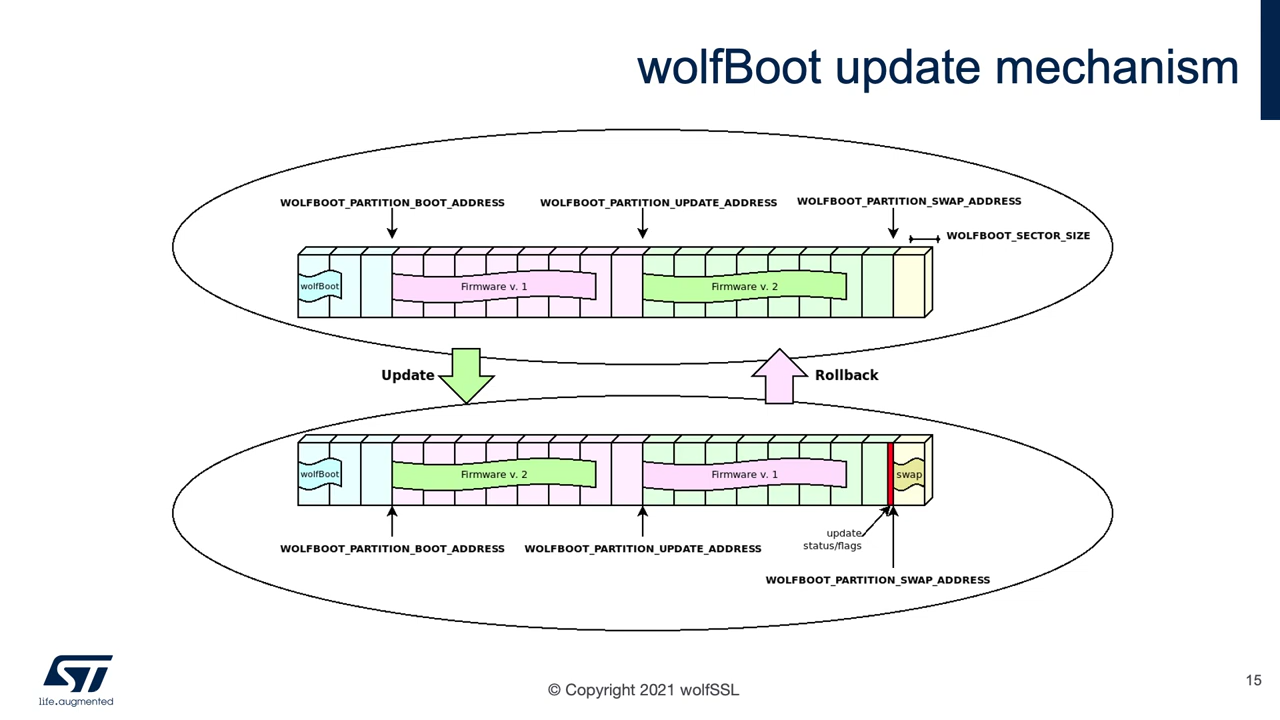 wolfBoot update mechanism
WOLFBOOT_PARTITION_BOOT_ADDRESS
WOLFBOOT_PARTITION_UPDATE_ADDRESS
WOLFBOOT_PARTITION_SWAP_ADDRESS
WOLFBOOT_SECTOR_SIZE
wolfBoot
Firmware v. 1
Firmware v. 2
Update
Rollback
wolfBoot
Firmware v. 2
Firmware v. 1
swap
update
status/flags
WOLFBOOT_PARTITION_BOOT_ADDRESS
WOLFBOOT_PARTITION_UPDATE_ADDRESS
WOLFBOOT_PARTITION_SWAP_ADDRESS
ST
life.augmented
© Copyright 2021 wolfSSL
15